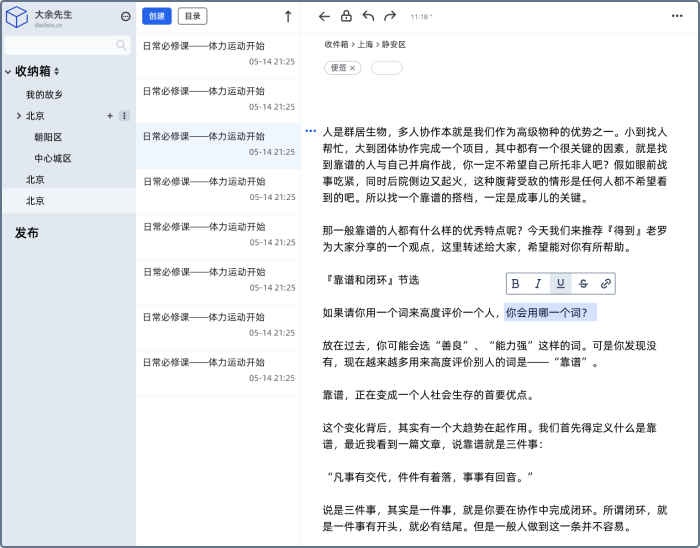 大余先生
daobox.cn
收纳箱
我的故乡
北京
朝阳区
中心城区
北京
北京
发布
创建
目录
日常必修课——体力运动开始
05-14 21:25
日常必修课——体力运动开始
05-14 21:25
日常必修课——体力运动开始
05-14 21:25
日常必修课——体力运动开始
05-14 21:25
日常必修课——体力运动开始
05-14 21:25
日常必修课——体力运动开始
05-14 21:25
日常必修课——体力运动开始
05-14 21:25
日常必修课——体力运动开始
05-14 21:25
11:18
收件箱 > 上海 > 静安区
便签 ×
人是群居生物，多人协作本就是我们作为高级物种的优势之一。小到找人
帮忙，大到团体协作完成一个项目，其中都有一个很关键的因素，就是找
到靠谱的人与自己并肩作战，你一定不希望自己所托非人吧？假如眼前战
事吃紧，同时后院侧边又起火，这种腹背受敌的情形是任何人都不希望看
到的吧。所以找一个靠谱的搭档，一定是成事儿的关键。
那一般靠谱的人都有什么样的优秀特点呢？今天我们来推荐『得到』老罗
为大家分享的一个观点，这里转述给大家，希望能对你有所帮助。
『靠谱和闭环』节选
B I U S
如果请你用一个词来高度评价一个人，你会用哪一个词？
放在过去，你可能会选“善良”、“能力强”这样的词。可是你发现没
有，现在越来越多用来高度评价别人的词是——“靠谱”。
靠谱，正在变成一个人社会生存的首要优点。
这个变化背后，其实有一个大趋势在起作用。我们首先得定义什么是靠
谱，最近我看到一篇文章，说靠谱就是三件事：
“凡事有交代，件件有着落，事事有回音。”
说是三件事，其实是一件事，就是你要在协作中完成闭环。所谓闭环，就
是一件事有开头，就必有结尾。但是一般人做到这一条并不容易。